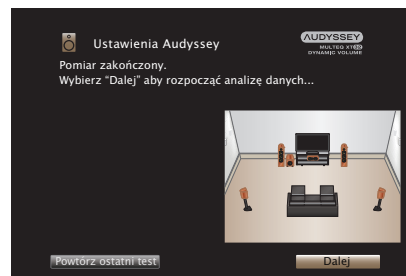 Ustawienia Audyssey
AUDYSSEY
MULTEQ XT32
DYNAMIC VOLUME
Pomiar zakończony.
Wybierz “Dalej” aby rozpocząć analizę danych...
Powtórz ostatni test
Dalej